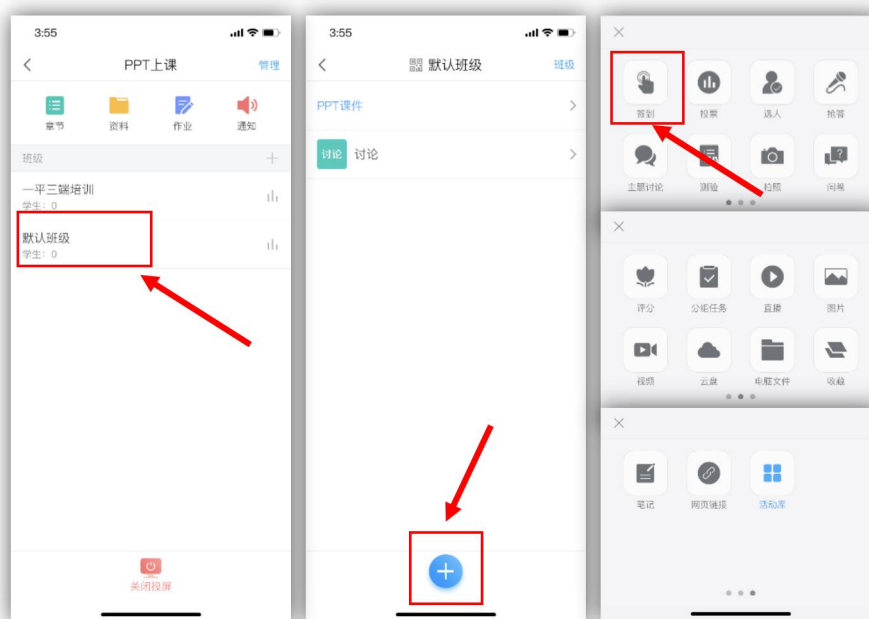 3:55
PPT上课
管理
章节
资料
作业
通知
班级
一平三端培训
学生：0
默认班级
学生：0
关闭投屏
3:55
默认班级
班级
PPT课件
讨论 讨论
签到
投票
选人
抢答
主题讨论
测验
拍照
问卷
评分
分组任务
直播
图片
视频
云盘
电脑文件
收藏
笔记
网页链接
活动库